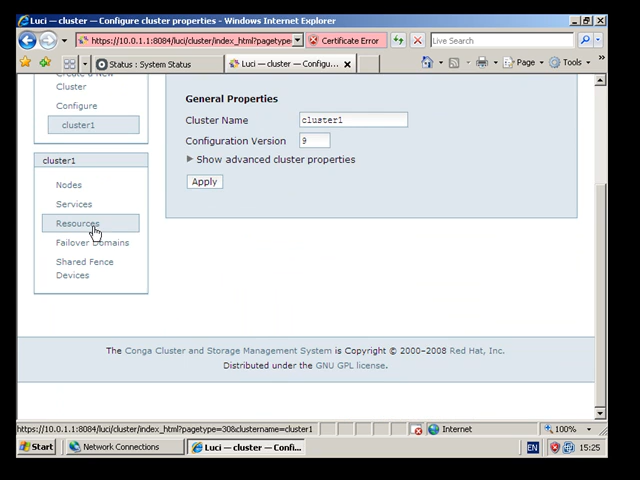 Luci — cluster — Configure cluster properties - Windows Internet Explorer
https://10.0.1.1:8084/luci/cluster/index_html?pagetype
Certificate Error
Live Search
Status : System Status
Luci — cluster — Configu...
Page
Tools
Create a New
Cluster
Configure
cluster1
cluster1
Nodes
Services
Resources
Failover Domains
Shared Fence
Devices
General Properties
Cluster Name
cluster1
Configuration Version
9
Show advanced cluster properties
Apply
The Conga Cluster and Storage Management System is Copyright © 2000–2008 Red Hat, Inc.
Distributed under the GNU GPL license.
https://10.0.1.1:8084/luci/cluster/index_html?pagetype=30&clustername=cluster1
Internet
100%
Start
Network Connections
Luci — cluster — Confi...
EN
15:25